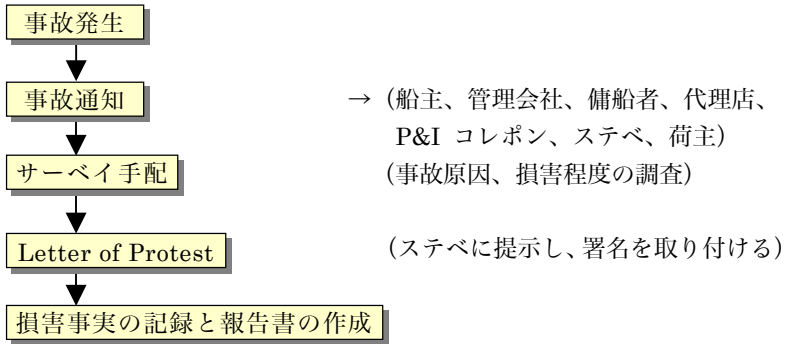 事故発生
事故通知 → (船主、管理会社、傭船者、代理店、
P&I コレポン、ステベ、荷主)
サーベイ手配 (事故原因、損害程度の調査)
Letter of Protest (ステベに提示し、署名を取り付ける)
損害事実の記録と報告書の作成